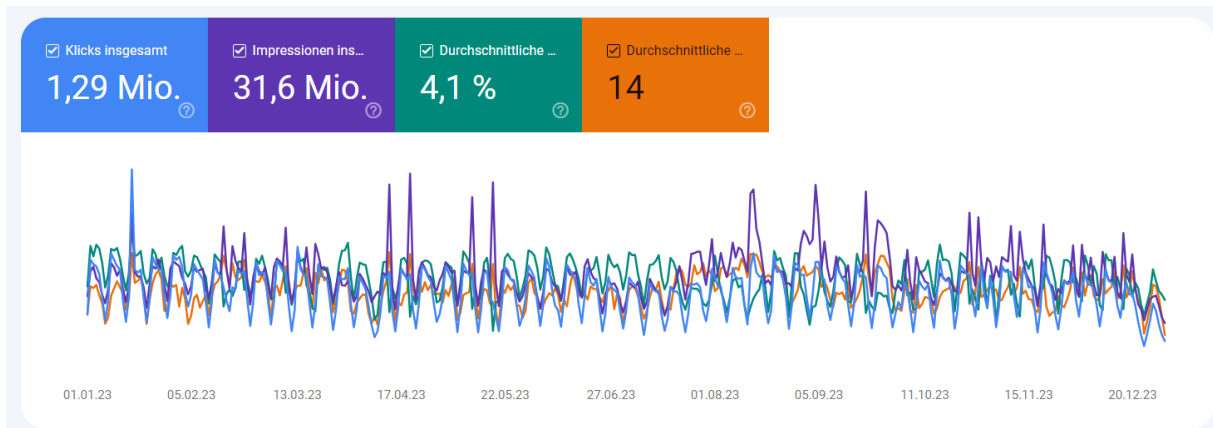 Klicks insgesamt
1,29 Mio.
Impressionen ins...
31,6 Mio.
Durchschnittliche ...
4,1 %
Durchschnittliche ...
14
01.01.23 05.02.23 13.03.23 17.04.23 22.05.23 27.06.23 01.08.23 05.09.23 11.10.23 15.11.23 20.12.23